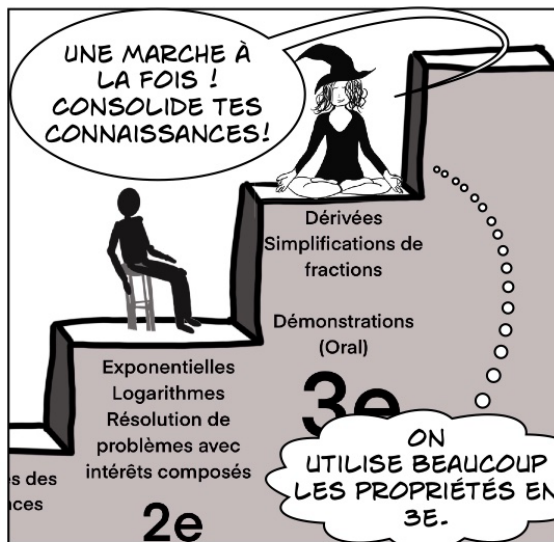 UNE MARCHE À
LA FOIS !
CONSOLIDE TES
CONNAISSANCES!
Dérivées
Simplifications de
fractions
Démonstrations
(Oral)
3e
Exponentielles
Logarithmes
Résolution de
problèmes avec
intérêts composés
2e
des
ON
UTILISE BEAUCOUP
LES PROPRIÉTÉS EN
3E.